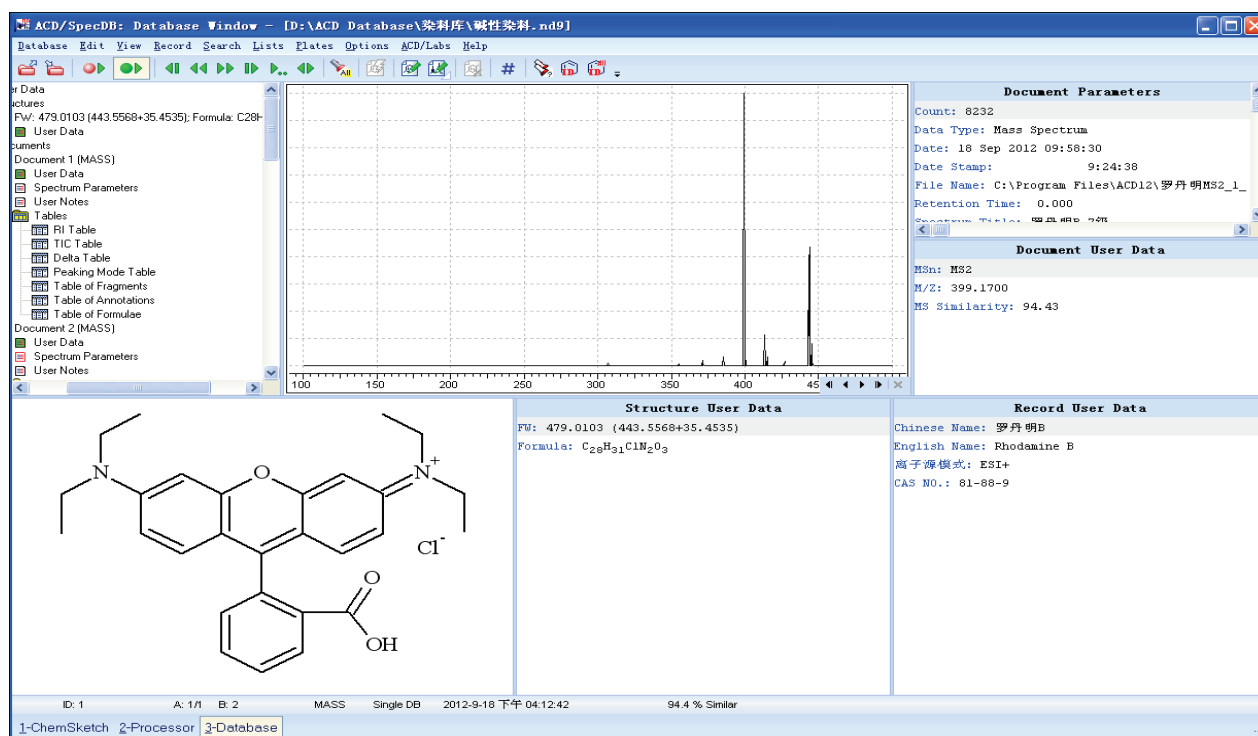 ACD/SpecDB: Database Window - [D:\ACD Database\染料库\碱性染料.nd9]
Database Edit View Record Search Lists Plates Options ACD/Labs Help
All
#
ID
ID
er Data
uctures
FW: 479.0103 (443.5568+35.4535); Formula: C28H
User Data
cuments
Document 1 (MASS)
User Data
Spectrum Parameters
User Notes
Tables
RI Table
TIC Table
Delta Table
Peaking Mode Table
Table of Fragments
Table of Annotations
Table of Formulae
Document 2 (MASS)
User Data
Spectrum Parameters
User Notes
100 150 200 250 300 350 400 45
Document Parameters
Count: 8232
Data Type: Mass Spectrum
Date: 18 Sep 2012 09:58:30
Date Stamp: 9:24:38
File Name: C:\Program Files\ACD12\罗丹明MS2_1_
Retention Time: 0.000
Spectrum Title: 罗丹明B
Document User Data
MSn: MS2
M/Z: 399.1700
MS Similarity: 94.43
N
O
N+
Cl-
O
OH
Structure User Data
FW: 479.0103 (443.5568+35.4535)
Formula: C28H31ClN2O3
Record User Data
Chinese Name: 罗丹明B
English Name: Rhodamine B
离子源模式: ESI+
CAS NO.: 81-88-9
ID: 1 A: 1/1 B: 2 MASS Single DB 2012-9-18 下午 04:12:42 94.4 % Similar
1-ChemSketch 2-Processor 3-Database